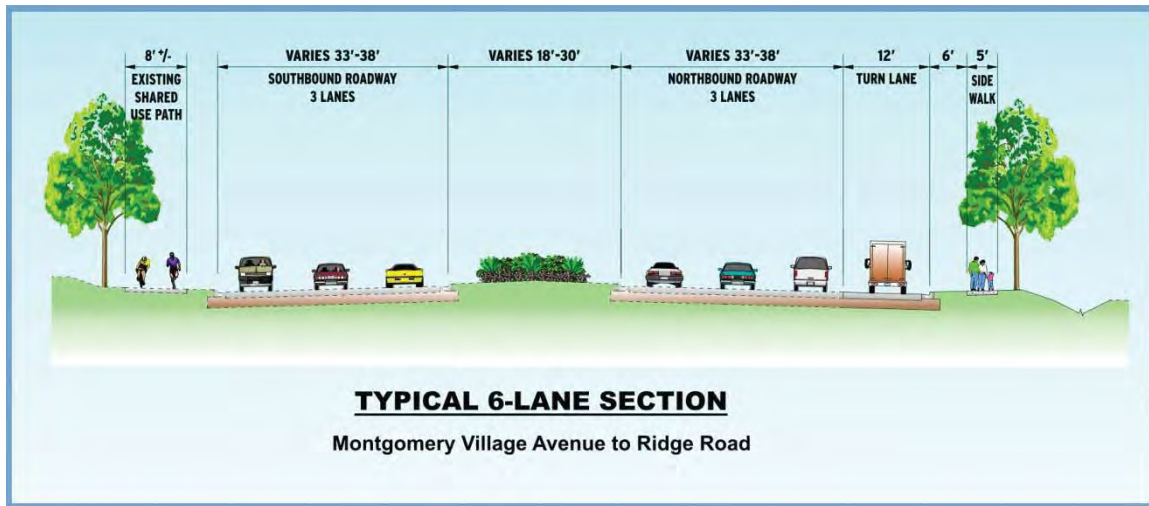 8' +/-
EXISTING
SHARED
USE PATH
VARIES 33'-38'
SOUTHBOUND ROADWAY
3 LANES
VARIES 18'-30'
VARIES 33'-38'
NORTHBOUND ROADWAY
3 LANES
12'
TURN LANE
6'
5'
SIDE
WALK
TYPICAL 6-LANE SECTION
Montgomery Village Avenue to Ridge Road